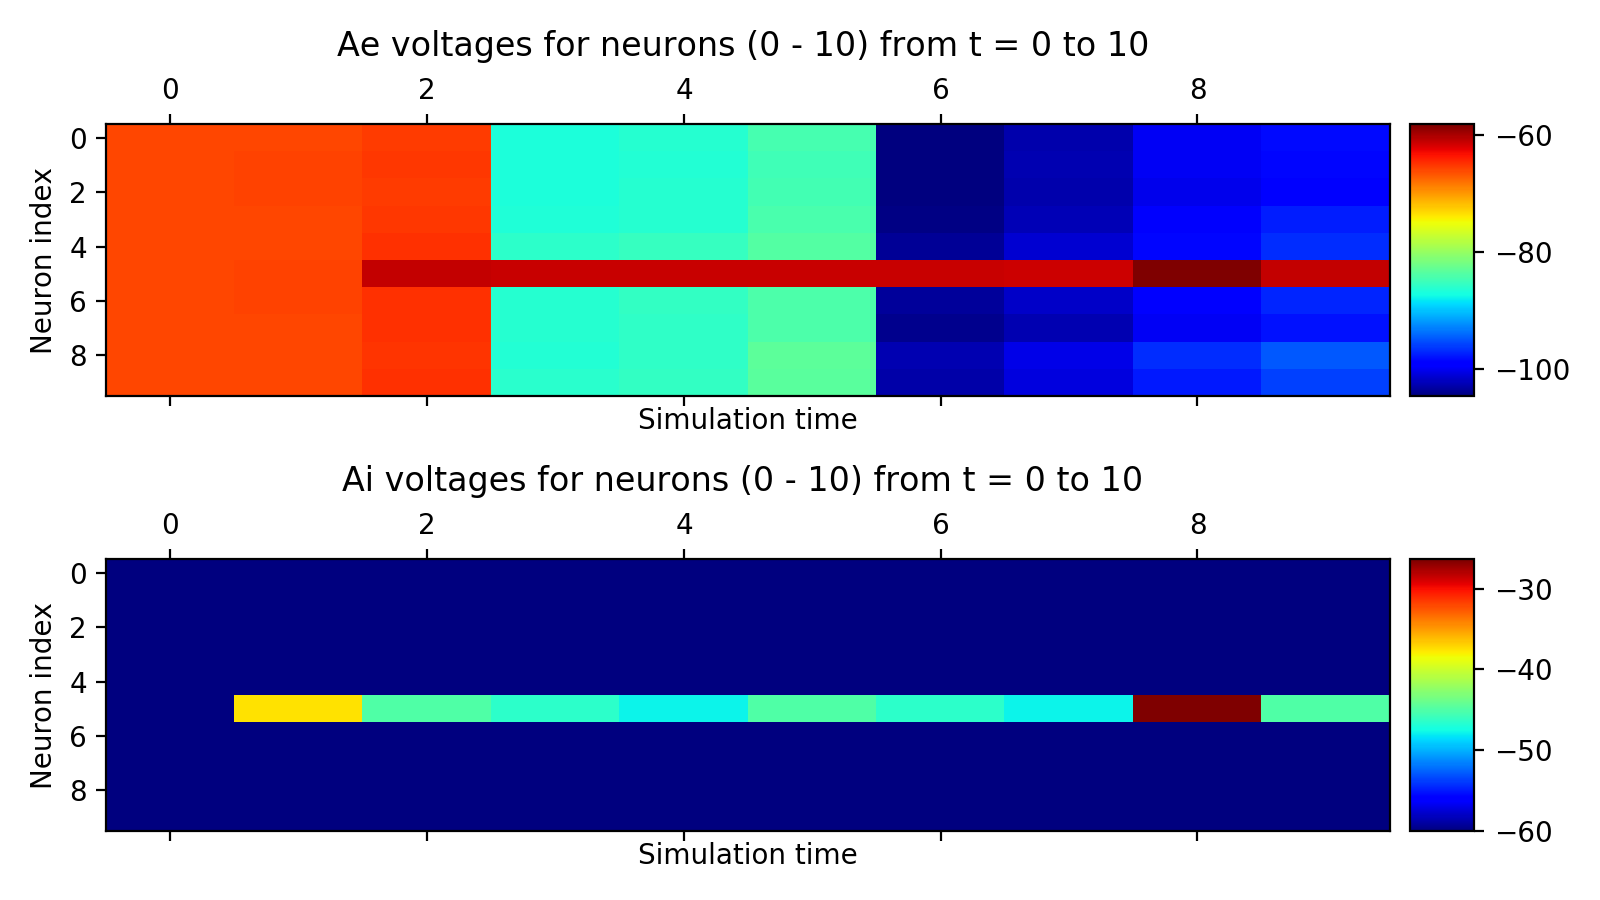 Ae voltages for neurons (0 - 10) from t = 0 to 10
0 2 4 6 8
Neuron index
0
2
4
6
8
−60
−80
−100
Simulation time
Ai voltages for neurons (0 - 10) from t = 0 to 10
0 2 4 6 8
Neuron index
0
2
4
6
8
−30
−40
−50
−60
Simulation time